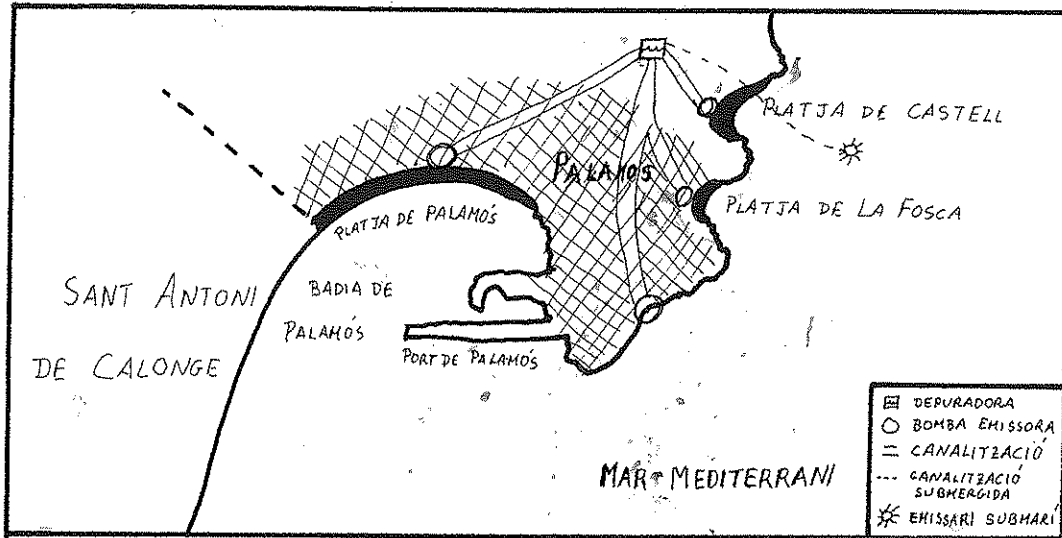 PLATJA DE CASTELL
PALAMÓS
PLATJA DE LA FOSCA
PLATJA DE PALAMÓS
SANT ANTONI
DE CALONGE
BADIA DE
PALAMÓS
PORT DE PALAMÓS
MAR MEDITERRANI
DEPURADORA
BOMBA EMISSORA
CANALITZACIÓ
CANALITZACIÓ
SUBMERGIDA
EMISSARI SUBMARÍ